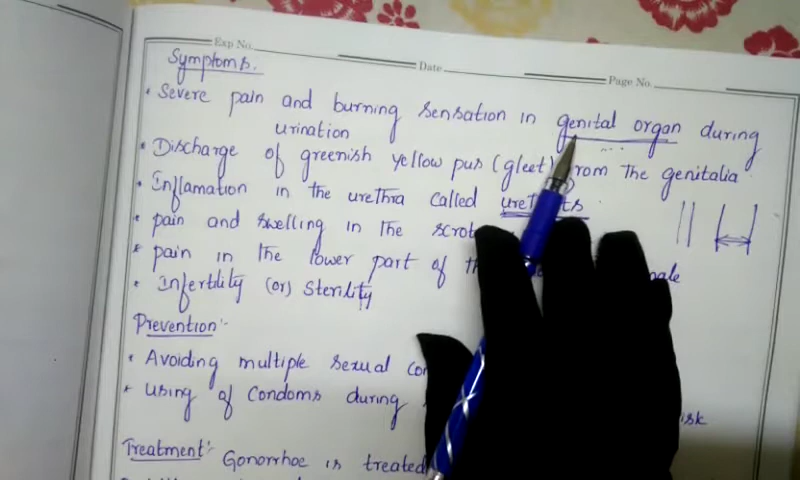 Exp No.
Date
Page No.
Symptoms.
• Severe pain and burning sensation in genital organ during
urination
• Discharge of greenish yellow pus (gleet) from the genitalia.
• Inflamation in the urethra called
• pain and swelling in the
• pain in the lower part of
• Infertility (or) Sterility
Prevention:-
• Avoiding multiple sexual
• using of condoms during
Treatment:- Gonorrhoe is treated